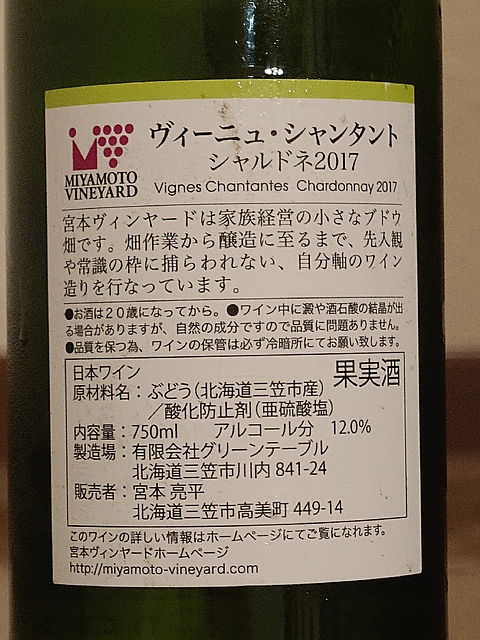 MIYAMOTO
VINEYARD
ヴィーニュ・シャンタント
シャルドネ2017
Vignes Chantantes Chardonnay 2017
宮本ヴィンヤードは家族経営の小さなブドウ
畑です。畑作業から醸造に至るまで、先入観
や常識の枠に捕らわれない、自分軸のワイン
造りを行なっています。
●お酒は20歳になってから。●ワイン中に澱や酒石酸の結晶が出
る場合がありますが、自然の成分ですので品質に問題ありません。
●品質を保つ為、ワインの保管は必ず冷暗所にてお願い致します。
日本ワイン
果実酒
原材料名：ぶどう(北海道三笠市産)
／酸化防止剤(亜硫酸塩)
内容量：750ml アルコール分 12.0%
製造場：有限会社グリーンテーブル
北海道三笠市川内 841-24
販売者：宮本 亮平
北海道三笠市高美町 449-14
このワインの詳しい情報はホームページにてご覧になれます。
宮本ヴィンヤードホームページ
http://miyamoto-vineyard.com